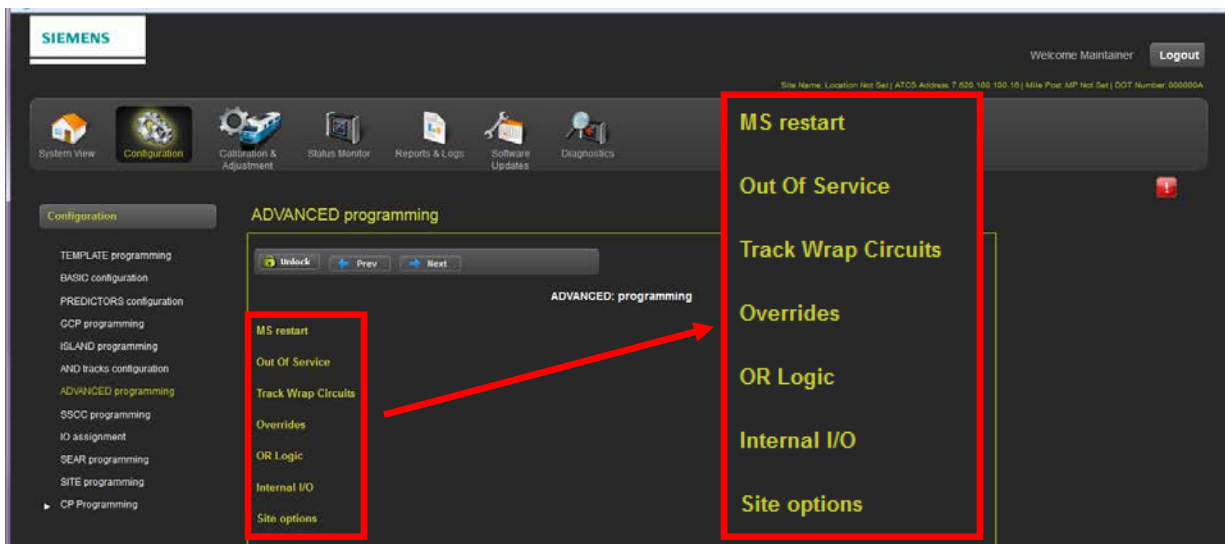 SIEMENS
Welcome Maintainer
Logout
Site Name: Location Not Set | ATCS Address: 7.620.100.100.16 | Mile Post: MP Not Set | DOT Number: 000000A
System View
Configuration
Calibration &
Adjustment
Status Monitor
Reports & Logs
Software
Updates
Diagnostics
Configuration
TEMPLATE programming
BASIC configuration
PREDICTORS configuration
GCP programming
ISLAND programming
AND tracks configuration
ADVANCED programming
SSCC programming
IO assignment
SEAR programming
SITE programming
CP Programming
ADVANCED programming
Unlock
Prev
Next
ADVANCED: programming
MS restart
Out Of Service
Track Wrap Circuits
Overrides
OR Logic
Internal I/O
Site options
MS restart
Out Of Service
Track Wrap Circuits
Overrides
OR Logic
Internal I/O
Site options